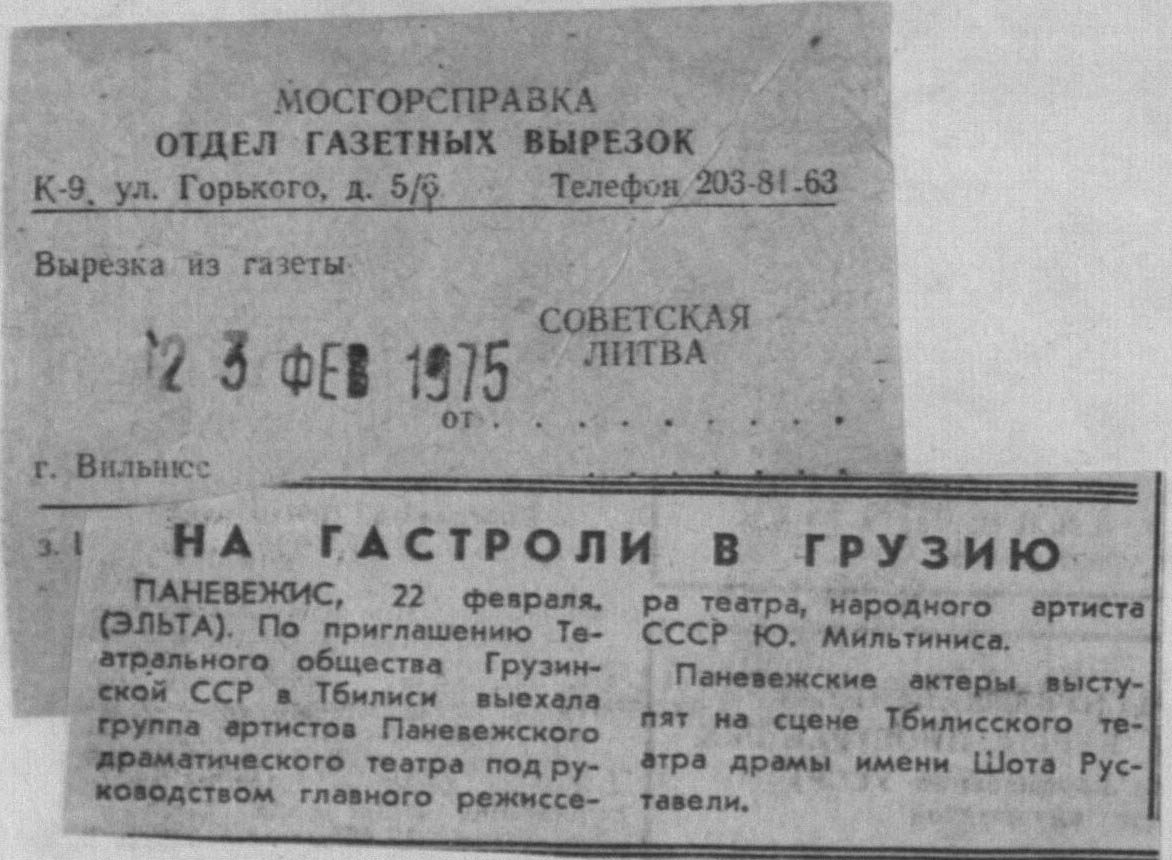 МОСГОРСПРАВКА
ОТДЕЛ ГАЗЕТНЫХ ВЫРЕЗОК
К-9, ул. Горького, д. 5/6 Телефон 203-81-63
Вырезка из газеты
СОВЕТСКАЯ
ЛИТВА
23 ФЕВ 1975
от . . . . . . . . .
г. Вильнюс . . . . . . .
з. 1
НА ГАСТРОЛИ В ГРУЗИЮ
ПАНЕВЕЖИС, 22 февраля.
(ЭЛЬТА). По приглашению Те-
атрального общества Грузин-
ской ССР в Тбилиси выехала
группа артистов Паневежского
драматического театра под ру-
ководством главного режиссе-
ра театра, народного артиста
СССР Ю. Мильтиниса.
Паневежские актеры высту-
пят на сцене Тбилисского те-
атра драмы имени Шота Рус-
тавели.